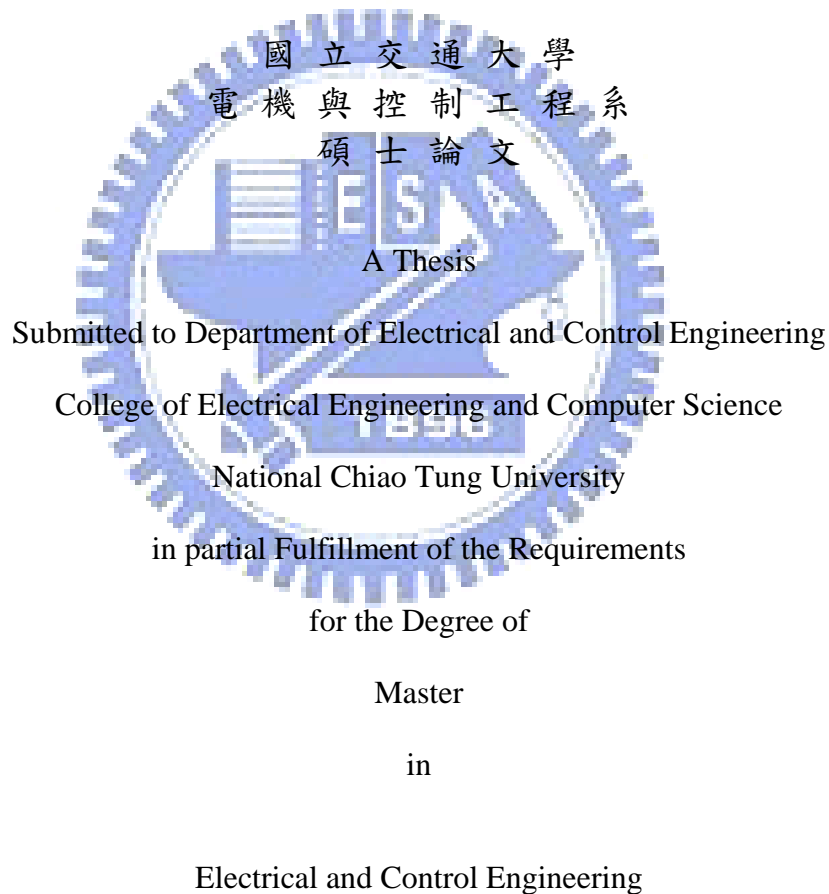 國立交通大學
電機與控制工程系
碩士論文
ESA
A Thesis
Submitted to Department of Electrical and Control Engineering
College of Electrical Engineering and Computer Science
1896
National Chiao Tung University
in partial Fulfillment of the Requirements
for the Degree of
Master
in
Electrical and Control Engineering